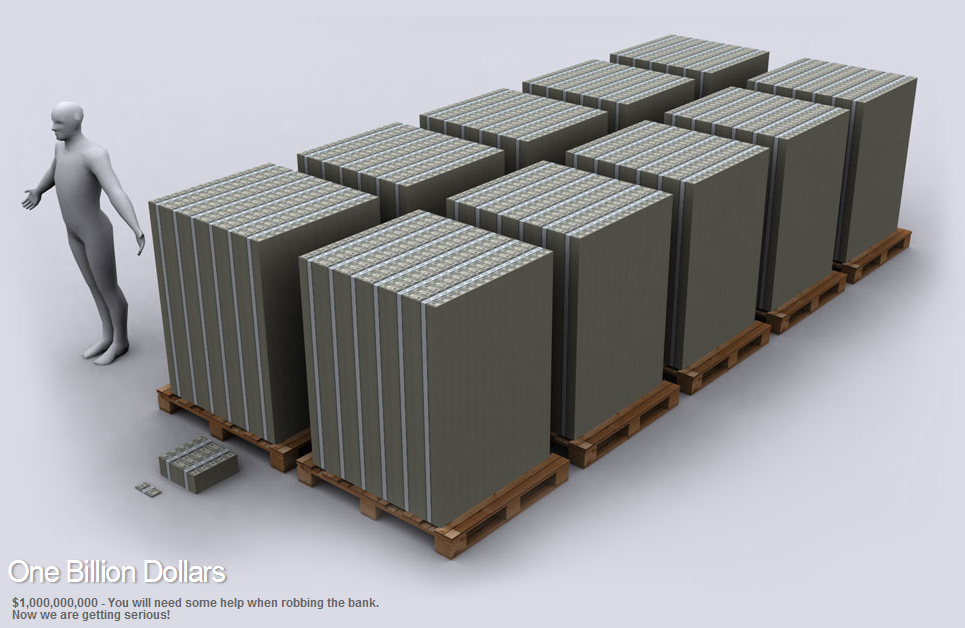 One Billion Dollars
$1,000,000,000 - You will need some help when robbing the bank.
Now we are getting serious!